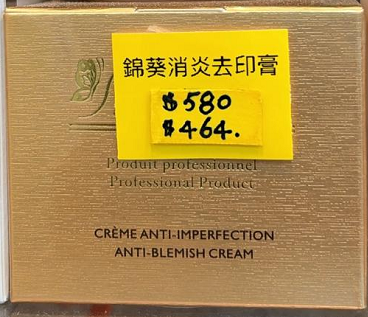 錦葵消炎去印膏
$580
$464.
Produit professionnel
Professional Product
CRÈME ANTI-IMPERFECTION
ANTI-BLEMISH CREAM